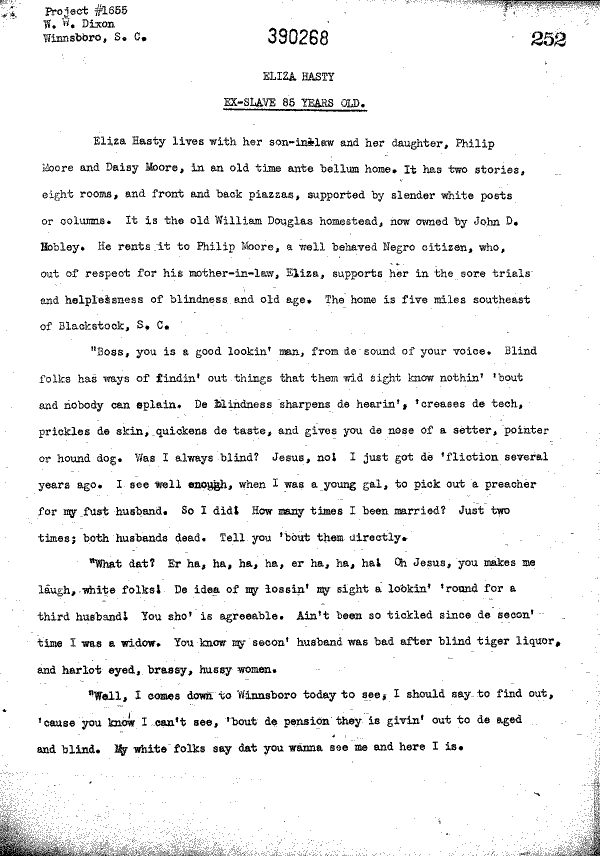 Project #1655
W. W. Dixon
Winnsboro, S. C.
390268
252
ELIZA HASTY
EX-SLAVE 85 YEARS OLD.
Eliza Hasty lives with her son-in-law and her daughter, Philip
Moore and Daisy Moore, in an old time ante bellum home. It has two stories,
eight rooms, and front and back piazzas, supported by slender white posts
or columns. It is the old William Douglas homestead, now owned by John D.
Mobley. He rents it to Philip Moore, a well behaved Negro citizen, who,
out of respect for his mother-in-law, Eliza, supports her in the sore trials
and helplessness of blindness and old age. The home is five miles southeast
of Blackstock, S. C.
"Boss, you is a good lookin' man, from de sound of your voice. Blind
folks has ways of findin' out things that them wid sight know nothin' 'bout
and nobody can splain. De blindness sharpens de hearin', 'creases de tech,
prickles de skin, quickens de taste, and gives you de nose of a setter, pointer
or hound dog. Was I always blind? Jesus, no! I just got de 'fliction several
years ago. I see well enough, when I was a young gal, to pick out a preacher
for my fust husband. So I did! How many times I been married? Just two
times; both husbands dead. Tell you 'bout them directly.
"What dat? Er ha, ha, ha, ha, er ha, ha, ha! Oh Jesus, you makes me
laugh, white folks! De idea of my lossin' my sight a lookin' 'round for a
third husband! You sho' is agreeable. Ain't been so tickled since de secon'
time I was a widow. You know my secon' husband was bad after blind tiger liquor,
and harlot eyed, brassy, hussy women.
"Well, I comes down to Winnsboro today to see, I should say to find out,
'cause you know I can't see, 'bout de pension they is givin' out to de aged
and blind. My white folks say dat you wanna see me and here I is.